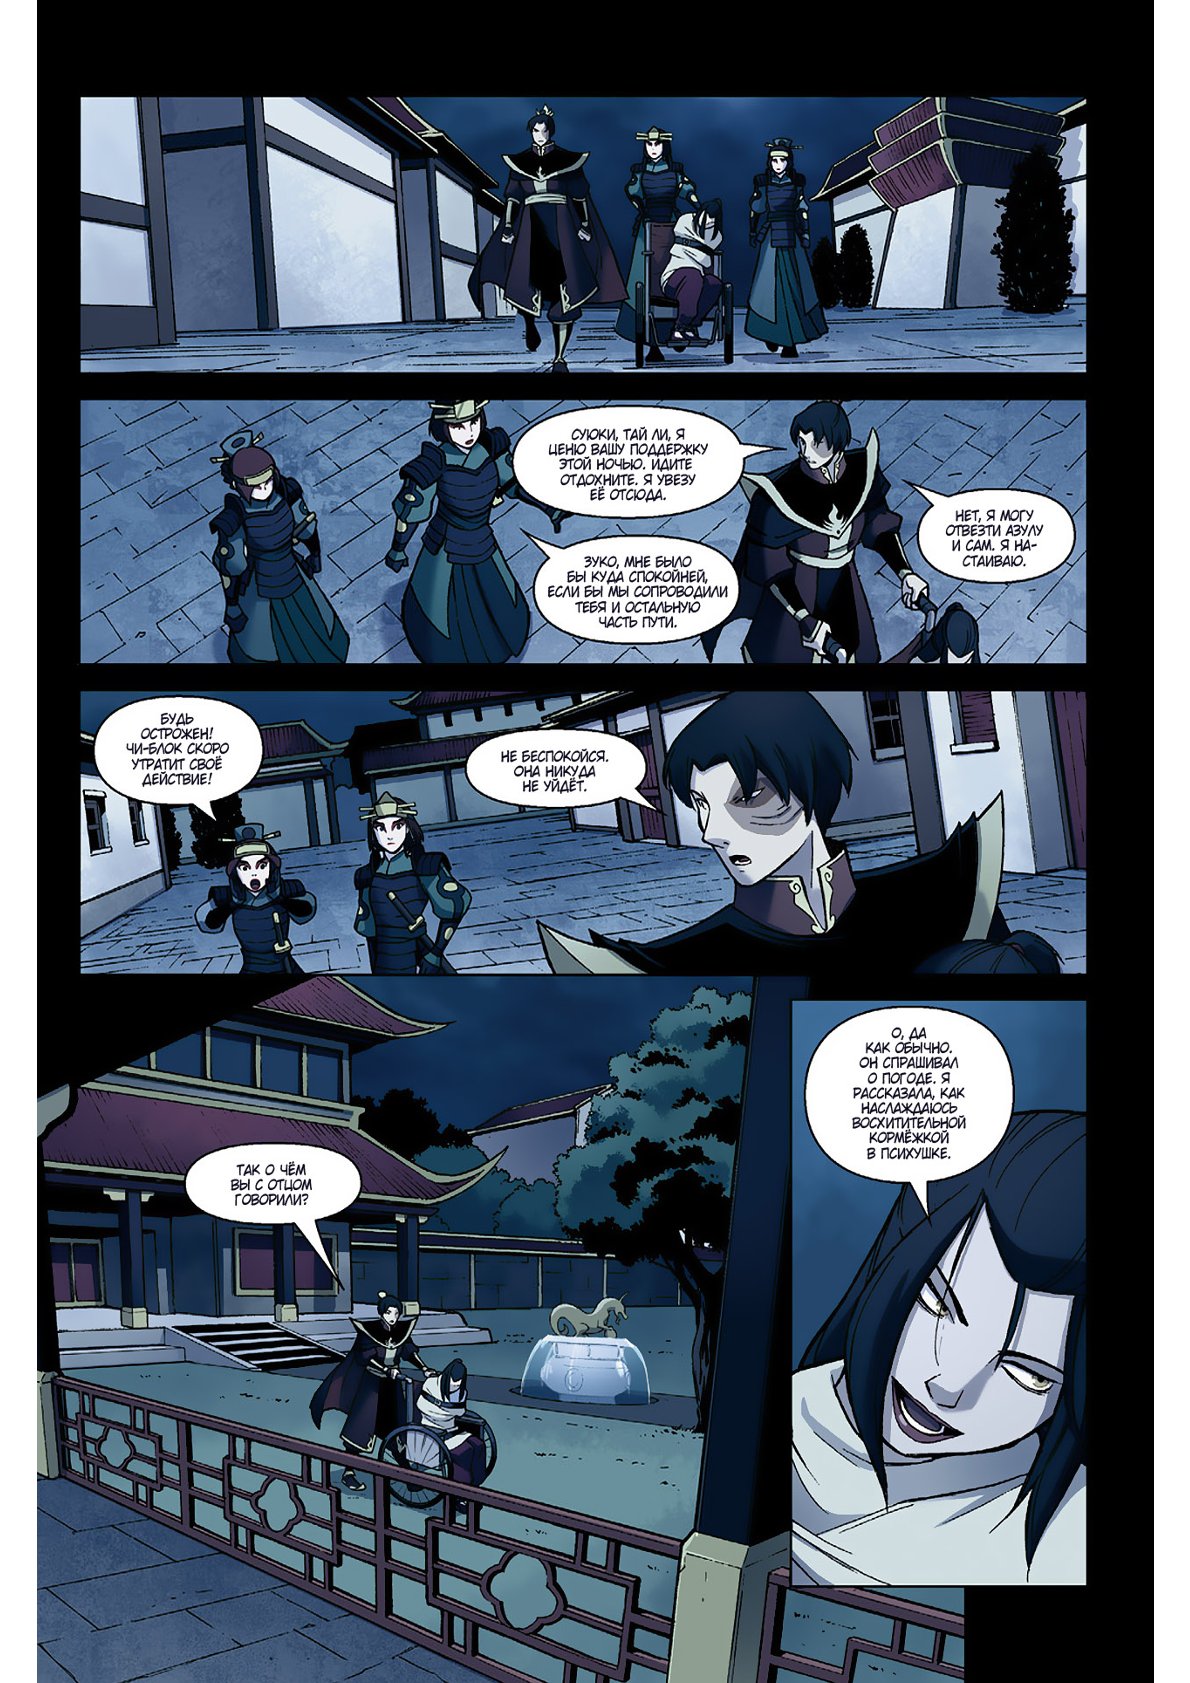 СУЮКИ, ТАЙ ЛИ, Я
ЦЕНЮ ВАШУ ПОДДЕРЖКУ
ЭТОЙ НОЧЬЮ. ИДИТЕ
ОТДОХНИТЕ. Я УВЕЗУ
ЕЁ ОТСЮДА.
ЗУКО, МНЕ БЫЛО
БЫ КУДА СПОКОЙНЕЙ,
ЕСЛИ БЫ МЫ СОПРОВОДИЛИ
ТЕБЯ И ОСТАЛЬНУЮ
ЧАСТЬ ПУТИ.
НЕТ, Я МОГУ
ОТВЕЗТИ АЗУЛУ
И САМ. Я НА-
СТАИВАЮ.
БУДЬ
ОСТРОЖЕН!
ЧИ-БЛОК СКОРО
УТРАТИТ СВОЁ
ДЕЙСТВИЕ!
НЕ БЕСПОКОЙСЯ.
ОНА НИКУДА
НЕ УЙДЁТ.
ТАК О ЧЁМ
ВЫ С ОТЦОМ
ГОВОРИЛИ?
О, ДА
КАК ОБЫЧНО.
ОН СПРАШИВАЛ
О ПОГОДЕ. Я
РАССКАЗАЛА, КАК
НАСЛАЖДАЮСЬ
ВОСХИТИТЕЛЬНОЙ
КОРМЁЖКОЙ
В ПСИХУШКЕ.